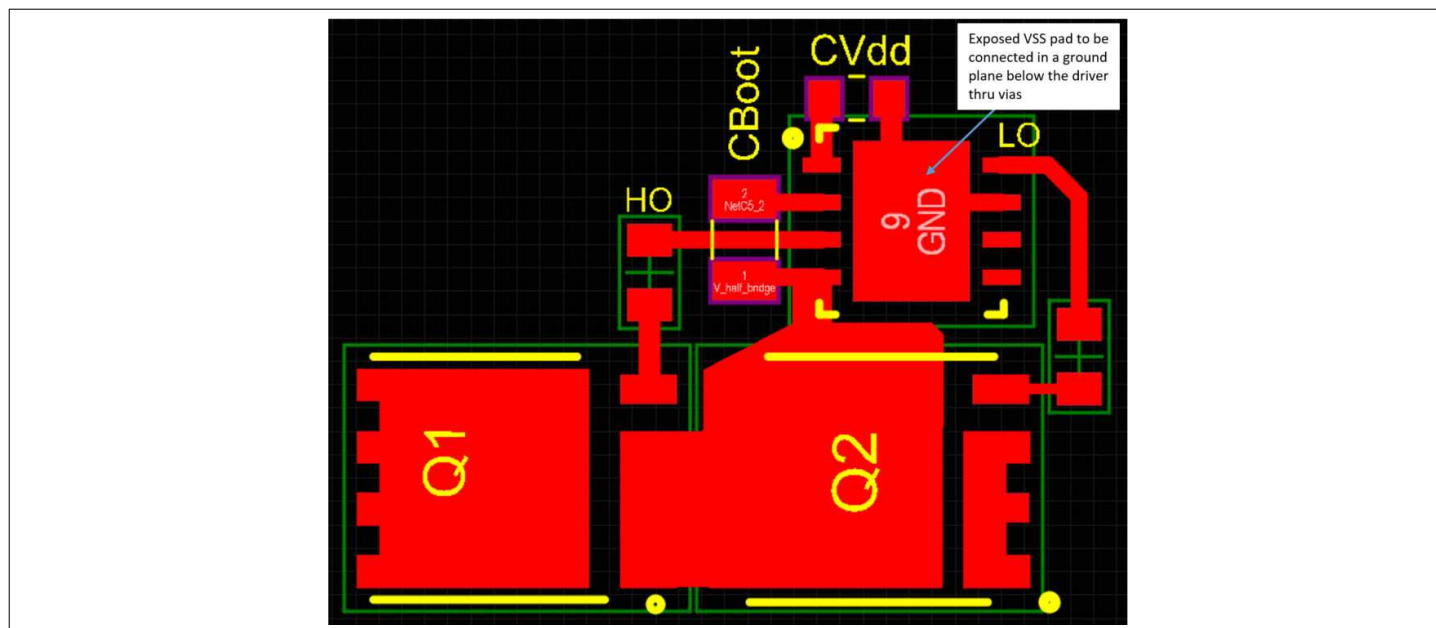 CVdd
Exposed VSS pad to be
connected in a ground
plane below the driver
thru vias
CBoot
LO
HO
2
NetC5_2
9
GND
1
V_half_bridge
Q1
Q2